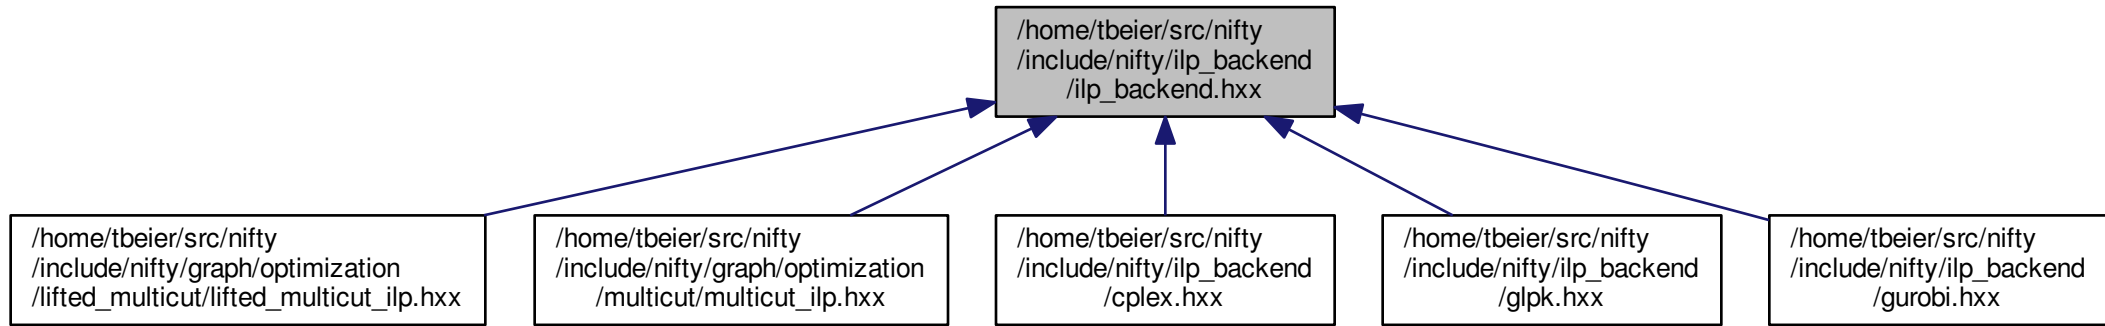 /home/tbeier/src/nifty
/include/nifty/ilp_backend
/ilp_backend.hxx
/home/tbeier/src/nifty
/include/nifty/graph/optimization
/lifted_multicut/lifted_multicut_ilp.hxx
/home/tbeier/src/nifty
/include/nifty/graph/optimization
/multicut/multicut_ilp.hxx
/home/tbeier/src/nifty
/include/nifty/ilp_backend
/cplex.hxx
/home/tbeier/src/nifty
/include/nifty/ilp_backend
/glpk.hxx
/home/tbeier/src/nifty
/include/nifty/ilp_backend
/gurobi.hxx